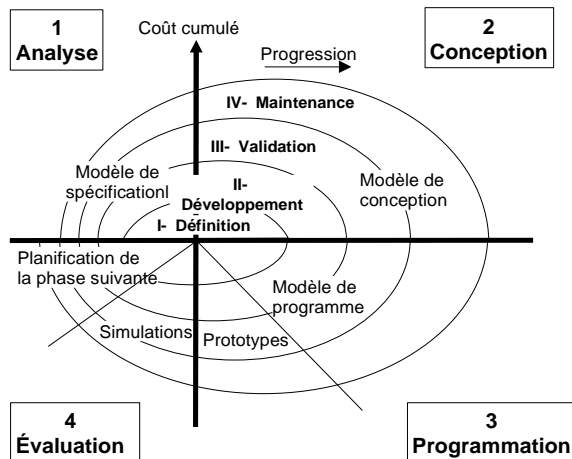 1
Analyse
Coût cumulé
Progression
2
Conception
IV- Maintenance
III- Validation
Modèle de
spécificationl
II-
Développement
I- Définition
Modèle de
conception
Planification de
la phase suivante
Modèle de
programme
Simulations
Prototypes
4
Évaluation
3
Programmation